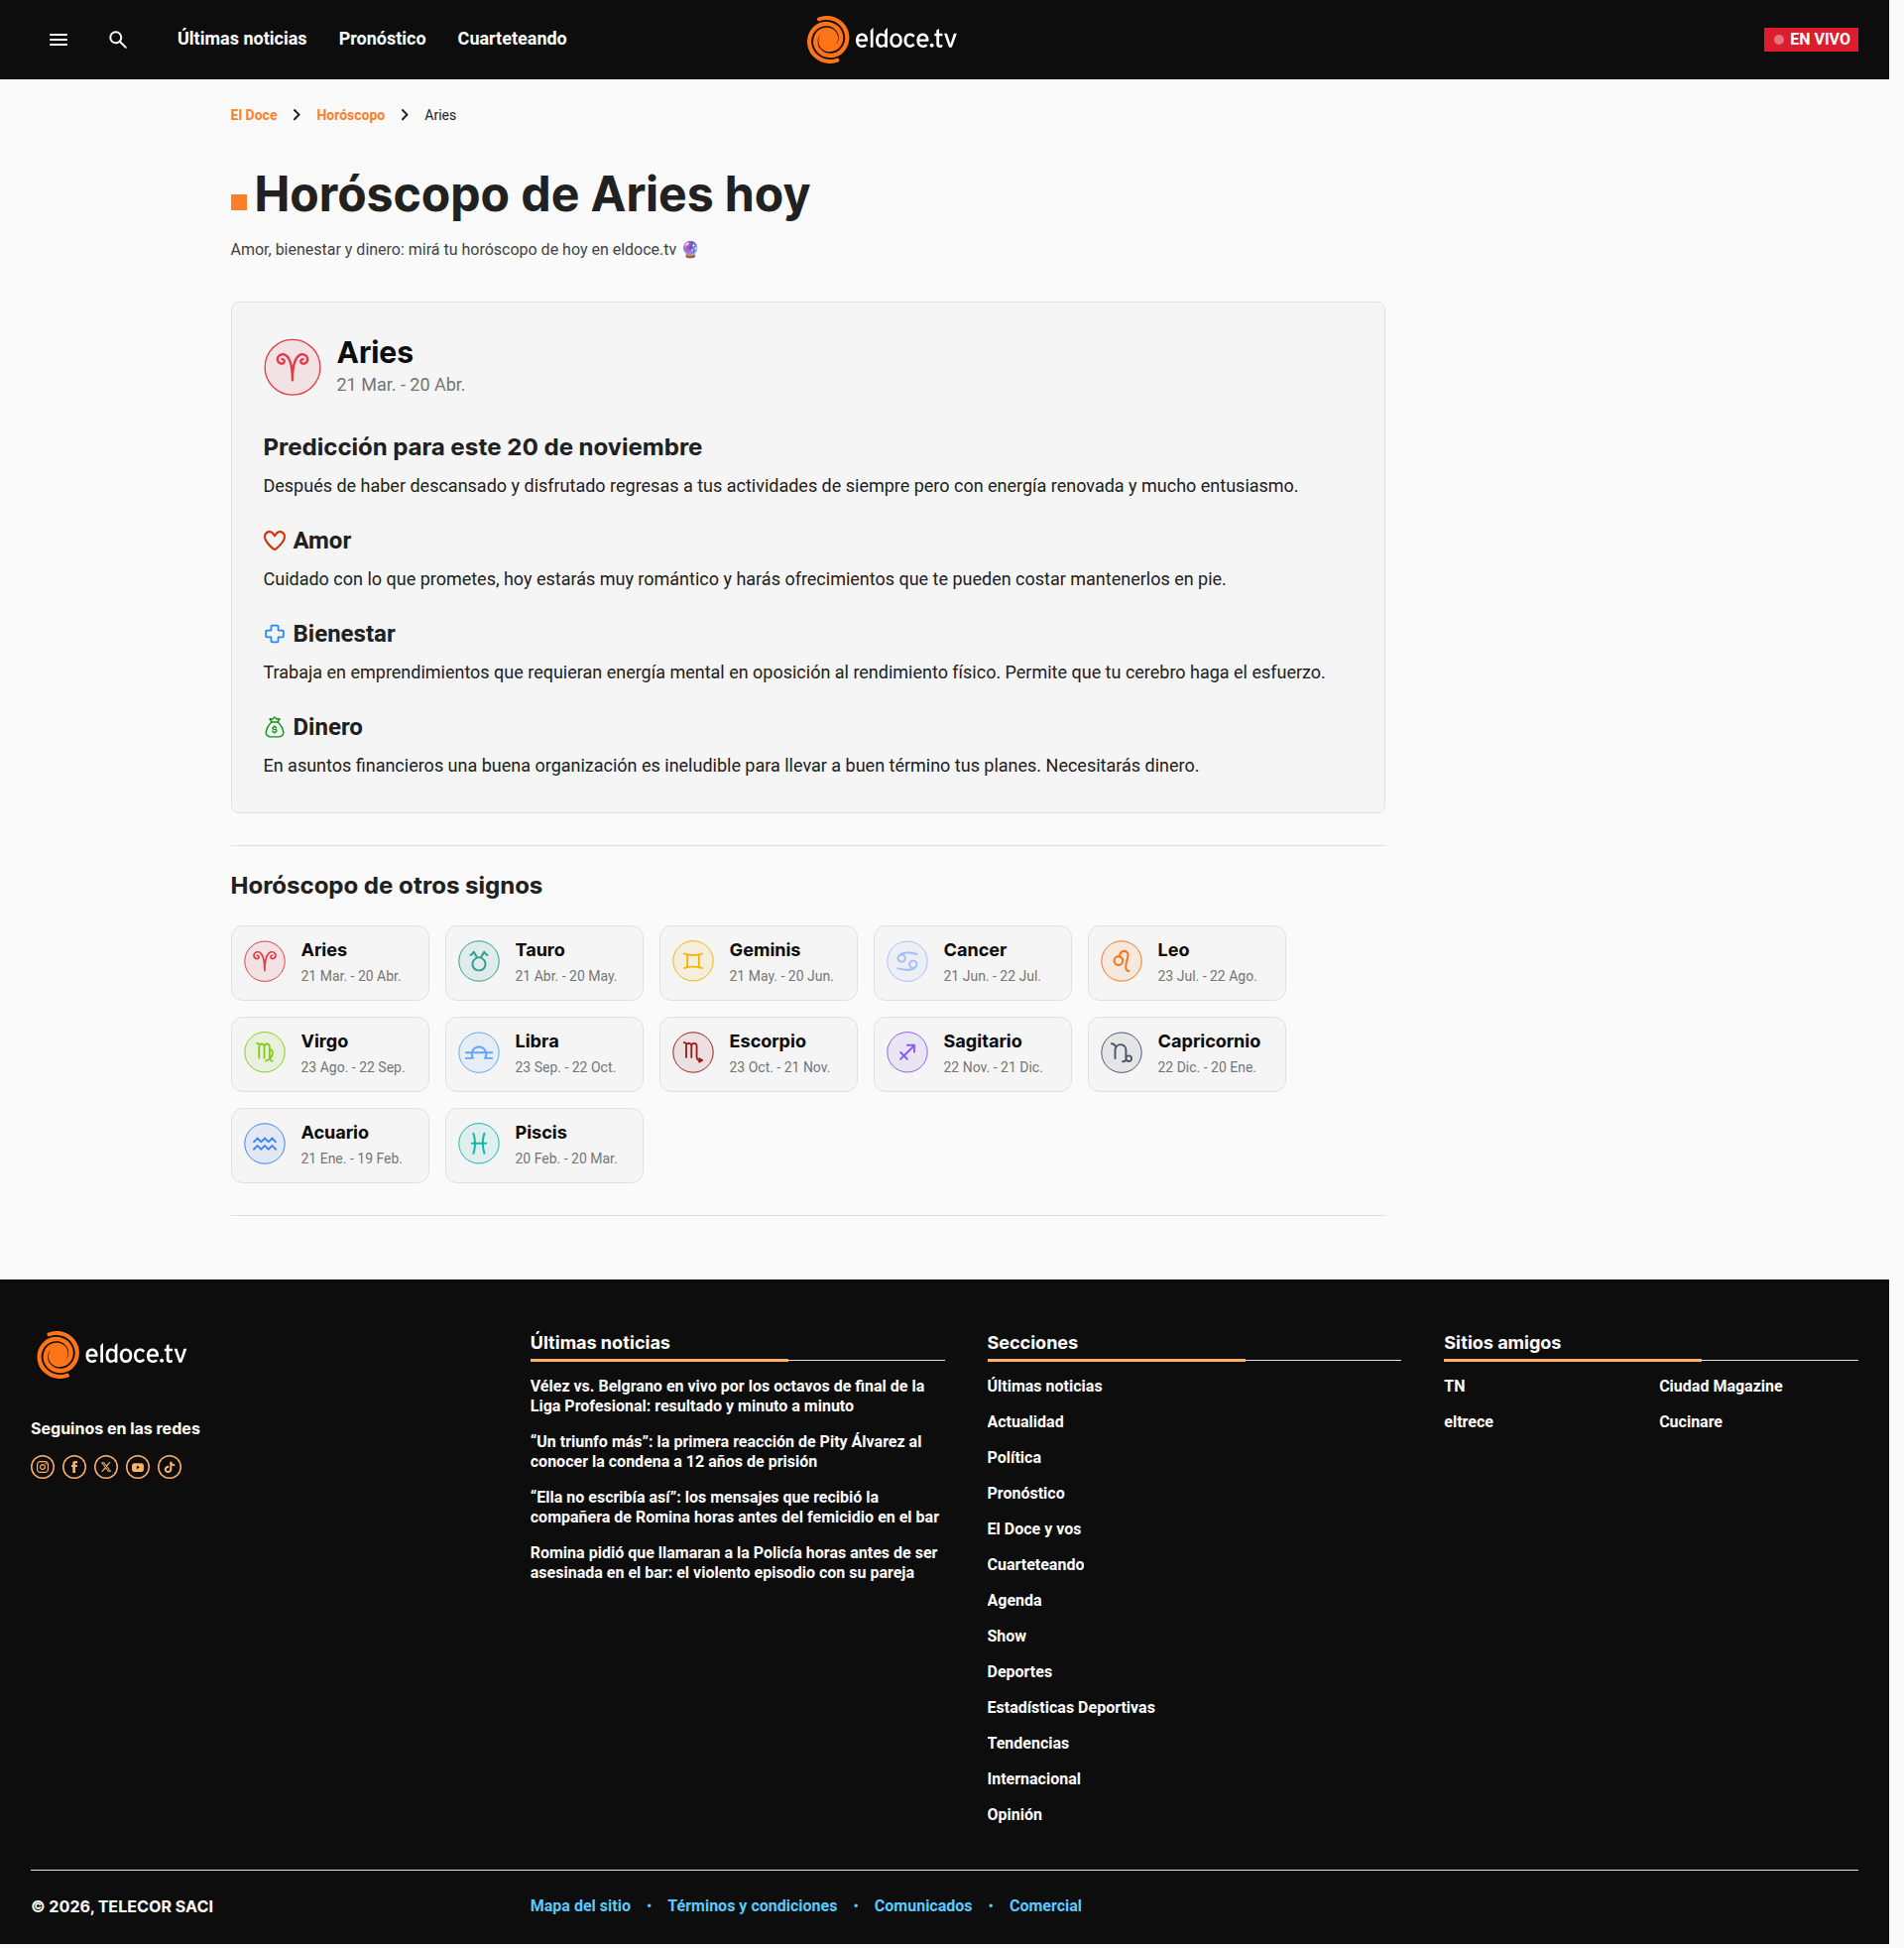 Últimas noticias
Pronóstico
Cuarteteando
eldoce.tv
EN VIVO
El Doce > Horóscopo > Aries
Horóscopo de Aries hoy
Amor, bienestar y dinero: mirá tu horóscopo de hoy en eldoce.tv 🔮
Aries
21 Mar. - 20 Abr.
Predicción para este 20 de noviembre
Después de haber descansado y disfrutado regresas a tus actividades de siempre pero con energía renovada y mucho entusiasmo.
Amor
Cuidado con lo que prometes, hoy estarás muy romántico y harás ofrecimientos que te pueden costar mantenerlos en pie.
Bienestar
Trabaja en emprendimientos que requieran energía mental en oposición al rendimiento físico. Permite que tu cerebro haga el esfuerzo.
Dinero
En asuntos financieros una buena organización es ineludible para llevar a buen término tus planes. Necesitarás dinero.
Horóscopo de otros signos
Aries
21 Mar. - 20 Abr.
Tauro
21 Abr. - 20 May.
Geminis
21 May. - 20 Jun.
Cancer
21 Jun. - 22 Jul.
Leo
23 Jul. - 22 Ago.
Virgo
23 Ago. - 22 Sep.
Libra
23 Sep. - 22 Oct.
Escorpio
23 Oct. - 21 Nov.
Sagitario
22 Nov. - 21 Dic.
Capricornio
22 Dic. - 20 Ene.
Acuario
21 Ene. - 19 Feb.
Piscis
20 Feb. - 20 Mar.
eldoce.tv
Seguinos en las redes
Últimas noticias
Vélez vs. Belgrano en vivo por los octavos de final de la
Liga Profesional: resultado y minuto a minuto
“Un triunfo más”: la primera reacción de Pity Álvarez al
conocer la condena a 12 años de prisión
“Ella no escribía así”: los mensajes que recibió la
compañera de Romina horas antes del femicidio en el bar
Romina pidió que llamaran a la Policía horas antes de ser
asesinada en el bar: el violento episodio con su pareja
Secciones
Últimas noticias
Actualidad
Política
Pronóstico
El Doce y vos
Cuarteteando
Agenda
Show
Deportes
Estadísticas Deportivas
Tendencias
Internacional
Opinión
Sitios amigos
TN
Ciudad Magazine
eltrece
Cucinare
© 2026, TELECOR SACI
Mapa del sitio • Términos y condiciones • Comunicados • Comercial